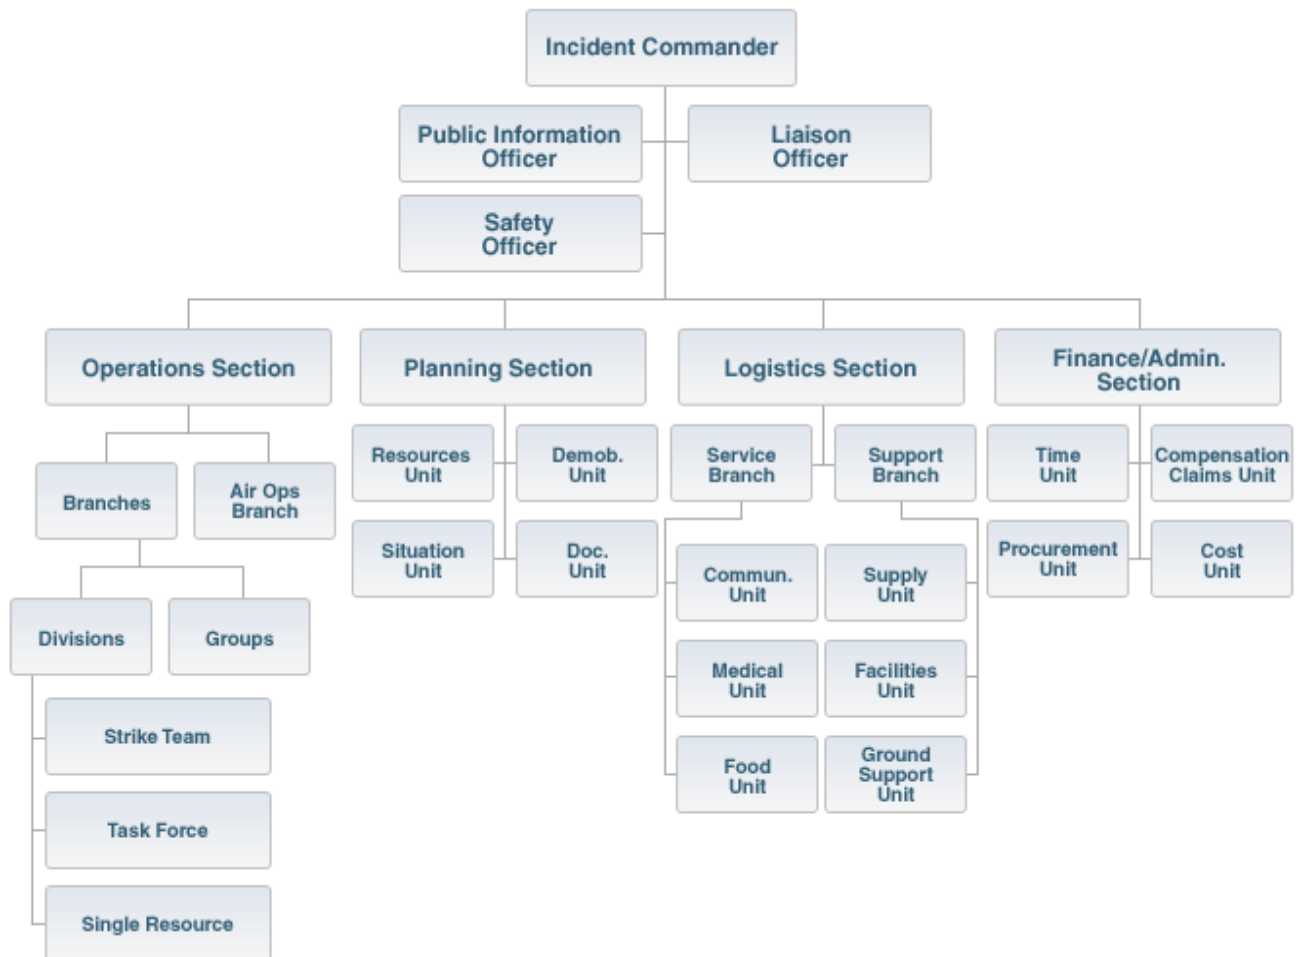 Incident Commander
Public Information
Officer
Liaison
Officer
Safety
Officer
Operations Section
Planning Section
Logistics Section
Finance/Admin.
Section
Resources
Unit
Demob.
Unit
Service
Branch
Support
Branch
Time
Unit
Compensation
Claims Unit
Branches
Air Ops
Branch
Situation
Unit
Doc.
Unit
Procurement
Unit
Cost
Unit
Commun.
Unit
Supply
Unit
Divisions
Groups
Medical
Unit
Facilities
Unit
Strike Team
Food
Unit
Ground
Support
Unit
Task Force
Single Resource